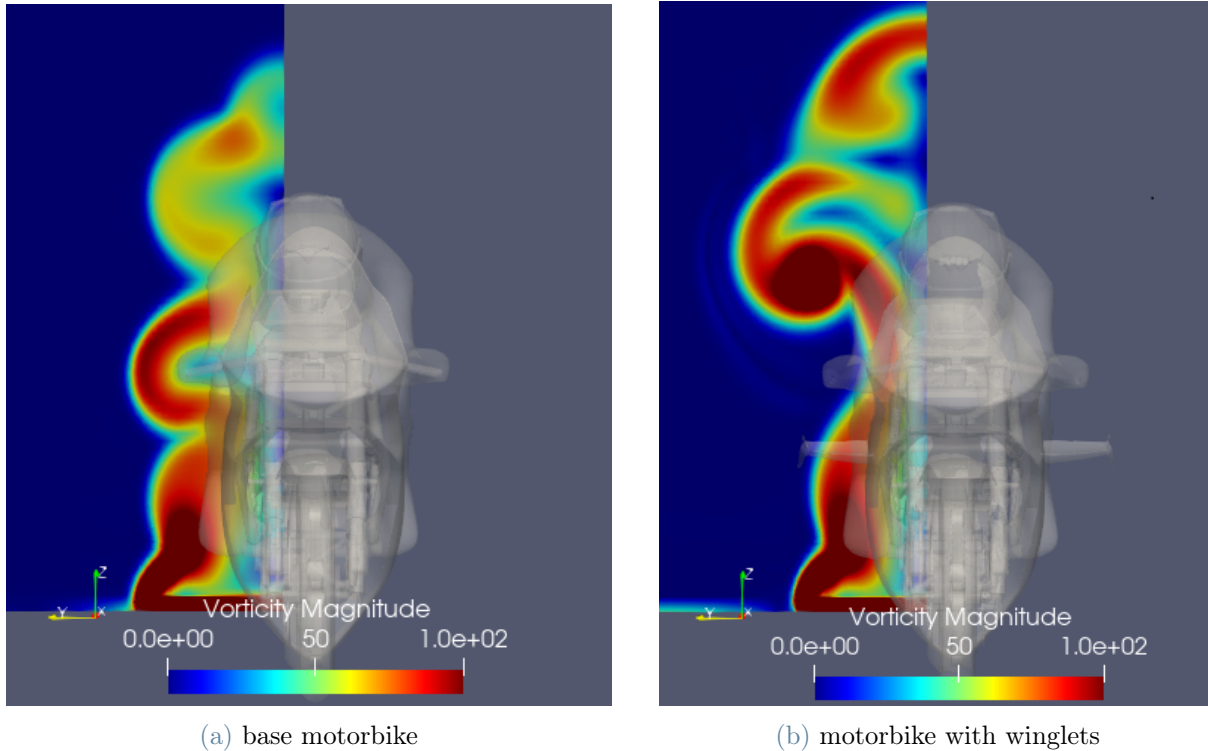 Z
Y
X
Vorticity Magnitude
0.0e+00 50 1.0e+02
Z
Y
X
Vorticity Magnitude
0.0e+00 50 1.0e+02
(a) base motorbike
(b) motorbike with winglets